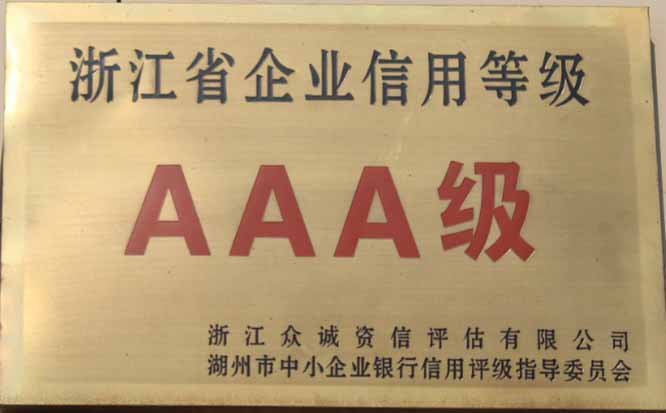 浙江省企业信用等级
AAA级
浙江众诚资信评估有限公司
湖州市中小企业银行信用评级指导委员会